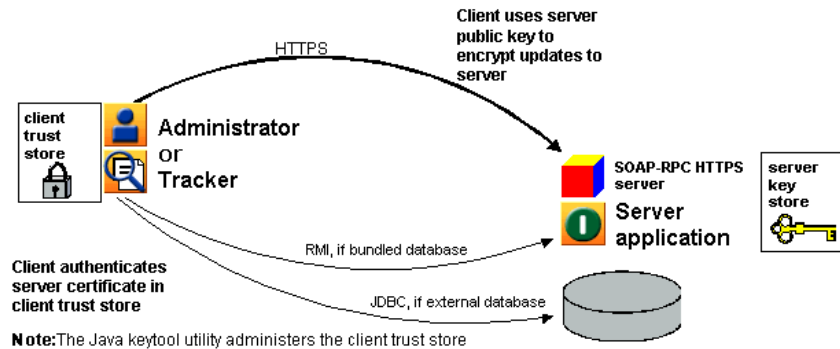 Client uses server
public key to
encrypt updates to
server
HTTPS
client
trust
store
Administrator
or
Tracker
SOAP-RPC HTTPS
server
Server
application
server
key
store
RMI, if bundled database
Client authenticates
server certificate in
client trust store
JDBC, if external database
Note:The Java keytool utility administers the client trust store